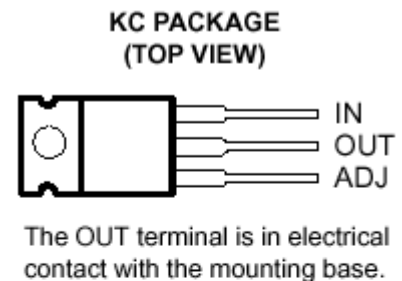 KC PACKAGE
(TOP VIEW)
IN
OUT
ADJ
The OUT terminal is in electrical
contact with the mounting base.